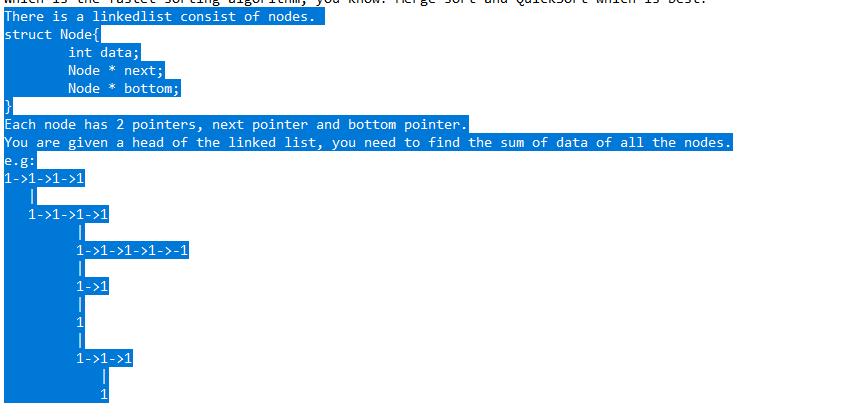 which is the fastet sorting algorithm, you know? Merge Sort and QuickSort which is best?
There is a linkedlist consist of nodes.
struct Node{
        int data;
        Node * next;
        Node * bottom;
}
Each node has 2 pointers, next pointer and bottom pointer.
You are given a head of the linked list, you need to find the sum of data of all the nodes.
e.g:
1->1->1->1
   |
   1->1->1->1
         |
         1->1->1->1->-1
         |
         1->1
         |
         1
         |
         1->1->1
            |
            1